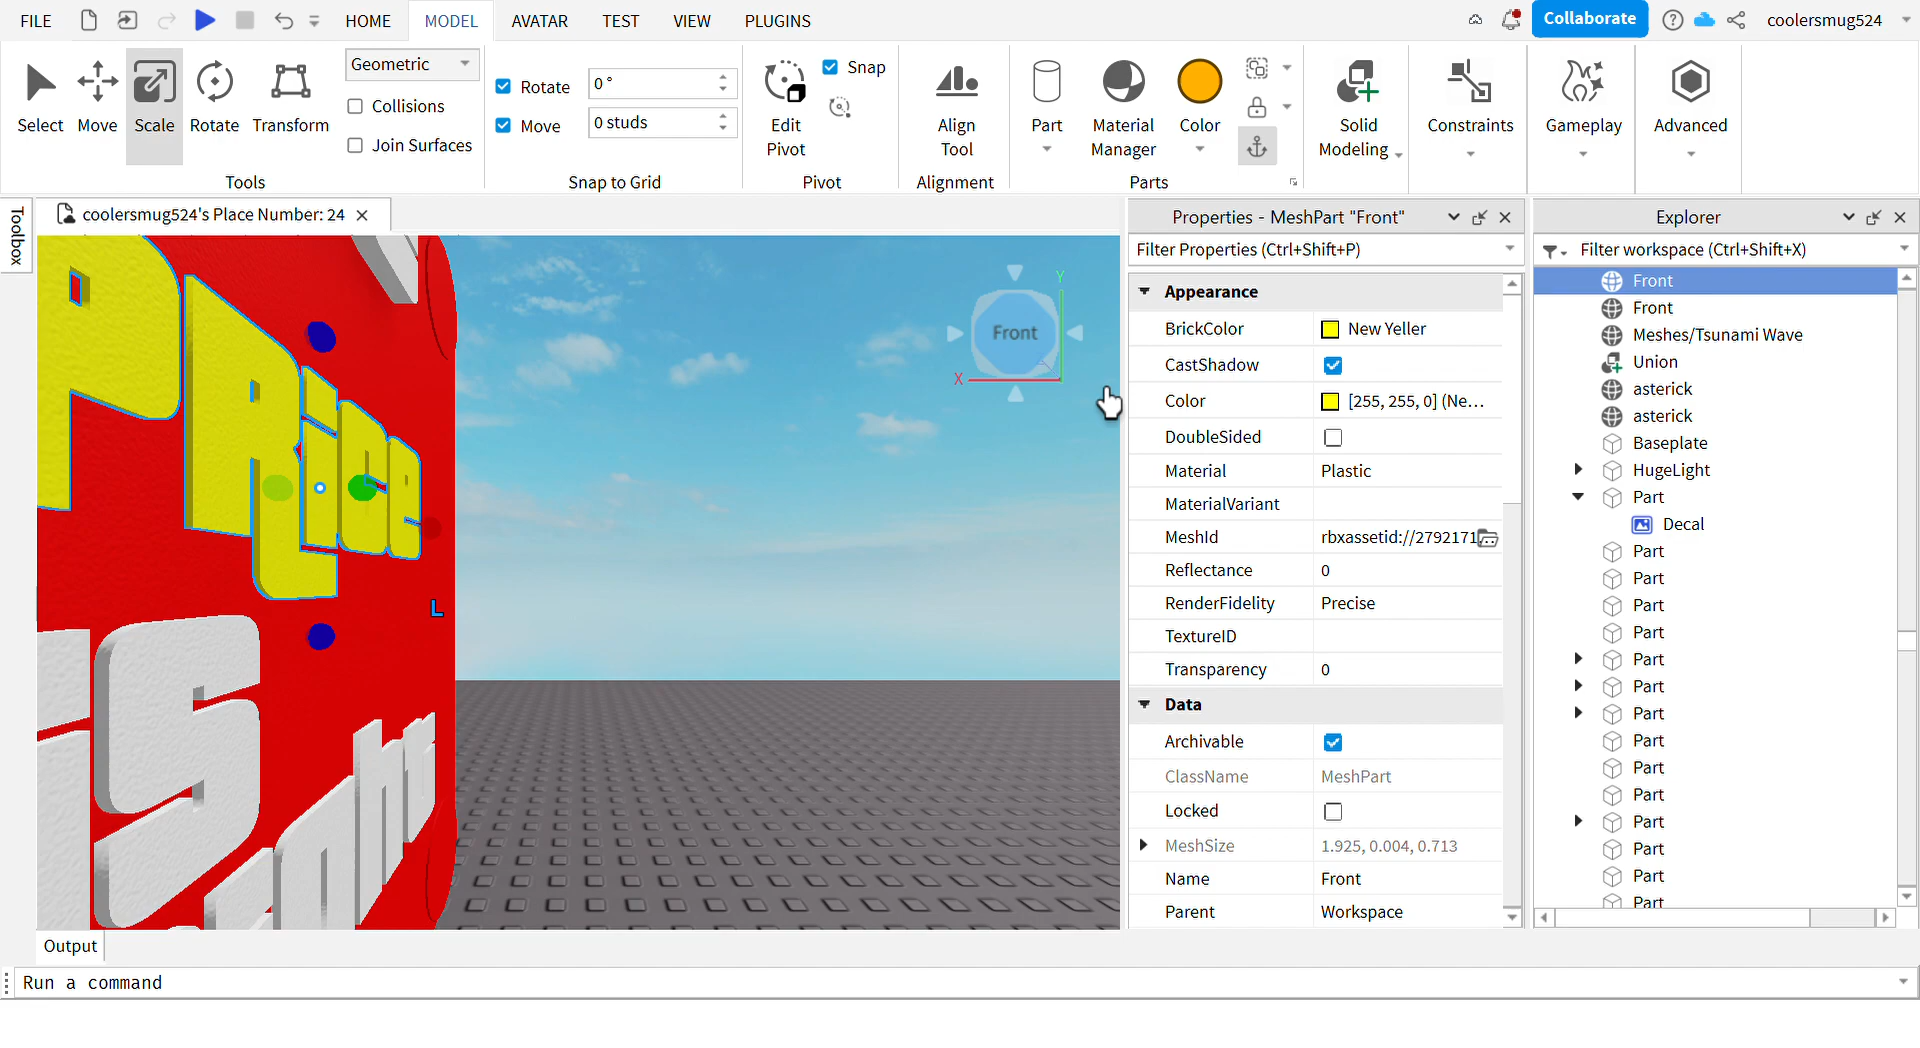 FILE HOME MODEL AVATAR TEST VIEW PLUGINS Collaborate coolersmug524
Select Move Scale Rotate Transform
Geometric
Collisions
Join Surfaces
Tools
Rotate 0 °
Move 0 studs
Snap to Grid
Edit Pivot
Snap
Pivot
Align Tool
Alignment
Part
Material Manager
Color
Parts
Solid Modeling
Constraints
Gameplay
Advanced
Toolbox
coolersmug524's Place Number: 24
Front
Y
X
L
Properties - MeshPart "Front"
Filter Properties (Ctrl+Shift+P)
Appearance
BrickColor New Yeller
CastShadow
Color [255, 255, 0] (Ne...
DoubleSided
Material Plastic
MaterialVariant
MeshId rbxassetid://2792171
Reflectance 0
RenderFidelity Precise
TextureID
Transparency 0
Data
Archivable
ClassName MeshPart
Locked
MeshSize 1.925, 0.004, 0.713
Name Front
Parent Workspace
Explorer
Filter workspace (Ctrl+Shift+X)
Front
Front
Meshes/Tsunami Wave
Union
asterick
asterick
Baseplate
HugeLight
Part
Decal
Part
Part
Part
Part
Part
Part
Part
Part
Part
Part
Part
Part
Part
Part
Output
Run a command